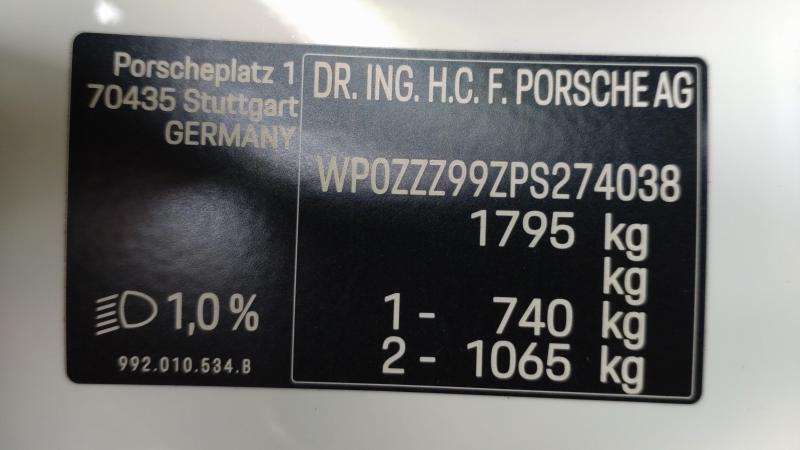 Porscheplatz 1
70435 Stuttgart
GERMANY
DR. ING. H.C. F. PORSCHE AG
WP0ZZZ99ZPS274038
1795 kg
kg
1- 740 kg
2- 1065 kg
1,0 %
992.010.534.B